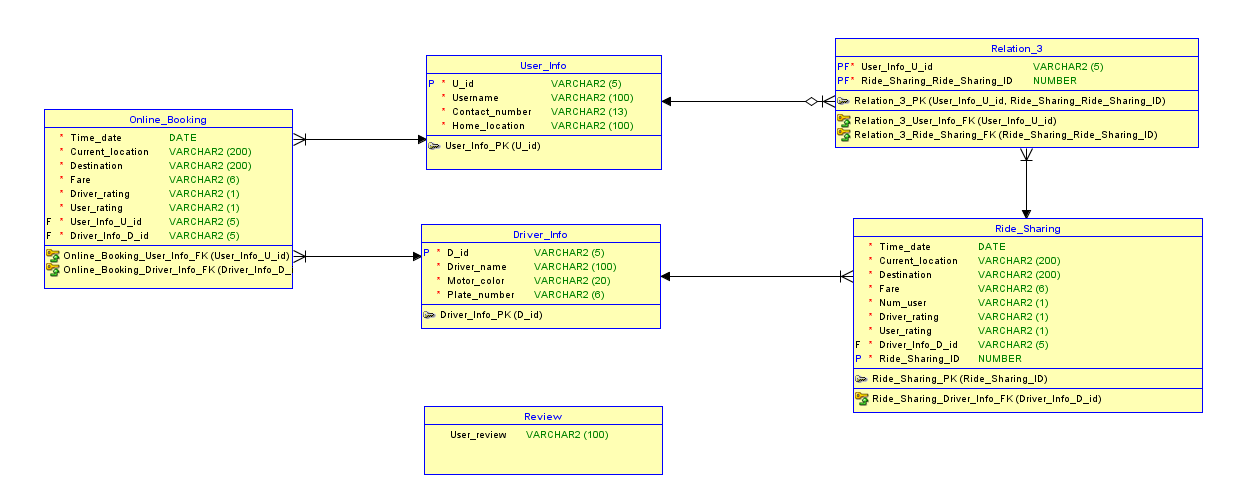 Online_Booking
* Time_date DATE
* Current_location VARCHAR2 (200)
* Destination VARCHAR2 (200)
* Fare VARCHAR2 (6)
* Driver_rating VARCHAR2 (1)
* User_rating VARCHAR2 (1)
F * User_Info_U_id VARCHAR2 (5)
F * Driver_Info_D_id VARCHAR2 (5)
Online_Booking_User_Info_FK (User_Info_U_id)
Online_Booking_Driver_Info_FK (Driver_Info_D_
User_Info
P * U_id VARCHAR2 (5)
* Username VARCHAR2 (100)
* Contact_number VARCHAR2 (13)
* Home_location VARCHAR2 (100)
User_Info_PK (U_id)
Driver_Info
P * D_id VARCHAR2 (5)
* Driver_name VARCHAR2 (100)
* Motor_color VARCHAR2 (20)
* Plate_number VARCHAR2 (6)
Driver_Info_PK (D_id)
Review
User_review VARCHAR2 (100)
Relation_3
PF* User_Info_U_id VARCHAR2 (5)
PF* Ride_Sharing_Ride_Sharing_ID NUMBER
Relation_3_PK (User_Info_U_id, Ride_Sharing_Ride_Sharing_ID)
Relation_3_User_Info_FK (User_Info_U_id)
Relation_3_Ride_Sharing_FK (Ride_Sharing_Ride_Sharing_ID)
Ride_Sharing
* Time_date DATE
* Current_location VARCHAR2 (200)
* Destination VARCHAR2 (200)
* Fare VARCHAR2 (6)
* Num_user VARCHAR2 (1)
* Driver_rating VARCHAR2 (1)
* User_rating VARCHAR2 (1)
F * Driver_Info_D_id VARCHAR2 (5)
P * Ride_Sharing_ID NUMBER
Ride_Sharing_PK (Ride_Sharing_ID)
Ride_Sharing_Driver_Info_FK (Driver_Info_D_id)